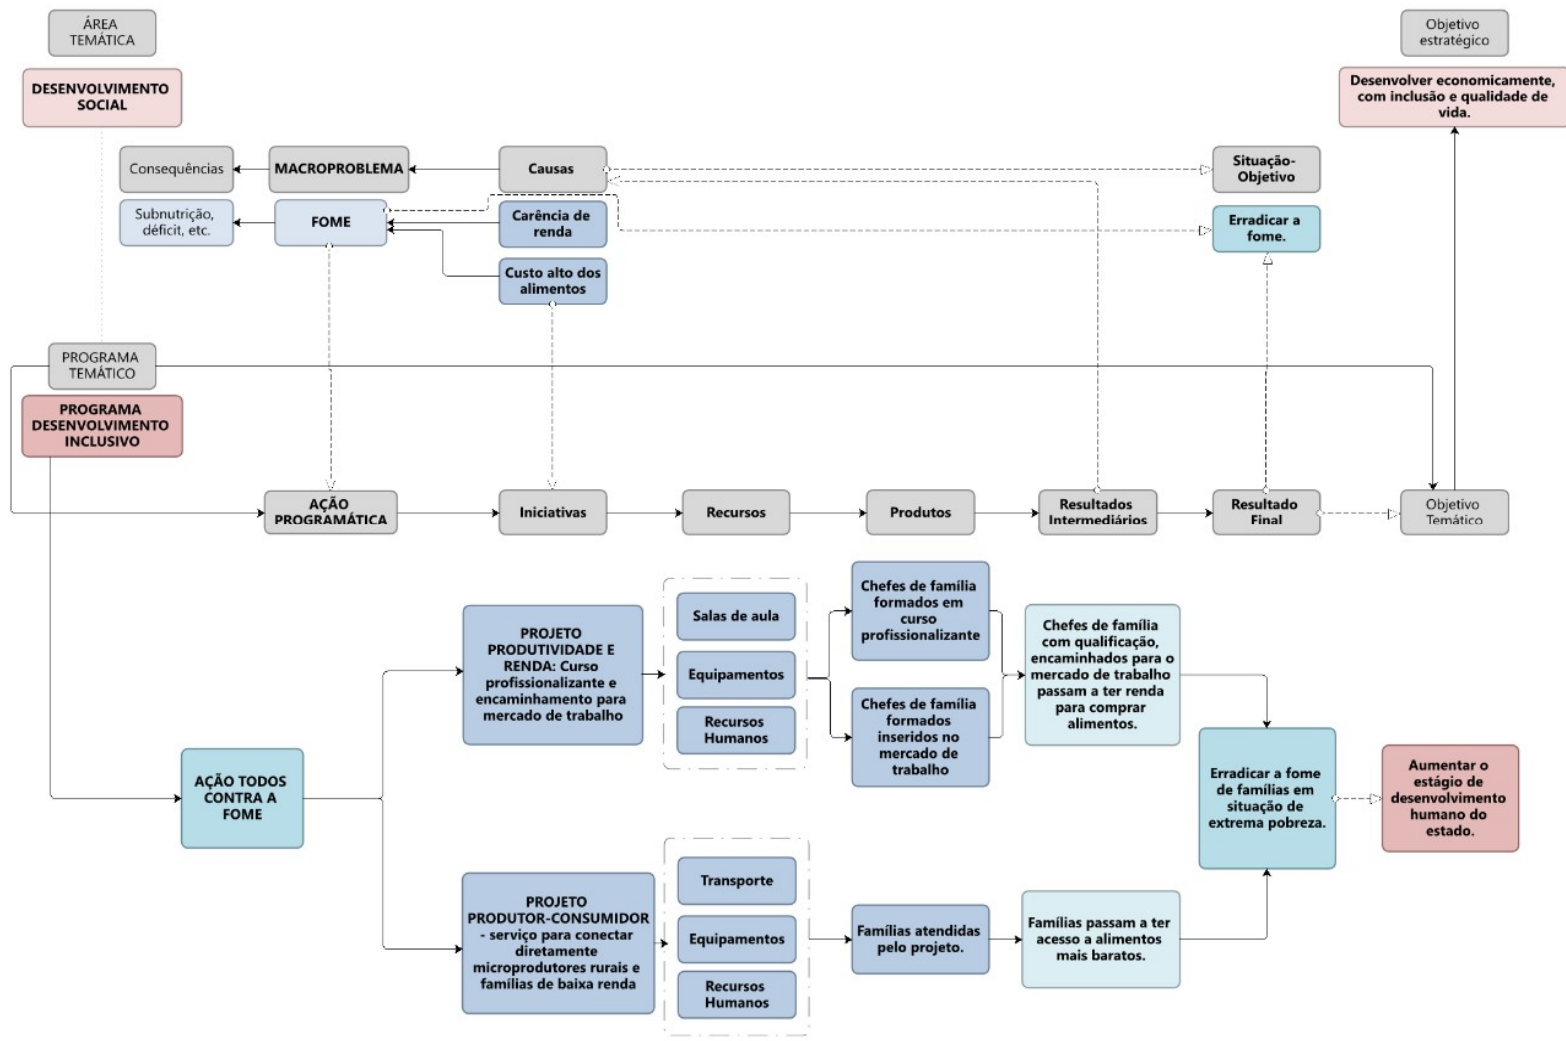 ÁREA
TEMÁTICA
Objetivo
estratégico
DESENVOLVIMENTO
SOCIAL
Desenvolver economicamente,
com inclusão e qualidade de
vida.
Consequências
MACROPROBLEMA
Causas
Situação-
Objetivo
Subnutrição,
déficit, etc.
FOME
Carência de
renda
Erradicar a
fome.
Custo alto dos
alimentos
PROGRAMA
TEMÁTICO
PROGRAMA
DESENVOLVIMENTO
INCLUSIVO
AÇÃO
PROGRAMÁTICA
Iniciativas
Recursos
Produtos
Resultados
Intermediários
Resultado
Final
Objetivo
Temático
AÇÃO TODOS
CONTRA A
FOME
PROJETO
PRODUTIVIDADE E
RENDA: Curso
profissionalizante e
encaminhamento para
mercado de trabalho
Salas de aula
Equipamentos
Recursos
Humanos
Chefes de família
formados em
curso
profissionalizante
Chefes de família
formados
inseridos no
mercado de
trabalho
Chefes de família
com qualificação,
encaminhados para o
mercado de trabalho
passam a ter renda
para comprar
alimentos.
Erradicar a fome
de famílias em
situação de
extrema pobreza.
Aumentar o
estágio de
desenvolvimento
humano do
estado.
PROJETO
PRODUTOR-CONSUMIDOR
- serviço para conectar
diretamente
microprodutores rurais e
famílias de baixa renda
Transporte
Equipamentos
Recursos
Humanos
Famílias atendidas
pelo projeto.
Famílias passam a ter
acesso a alimentos
mais baratos.